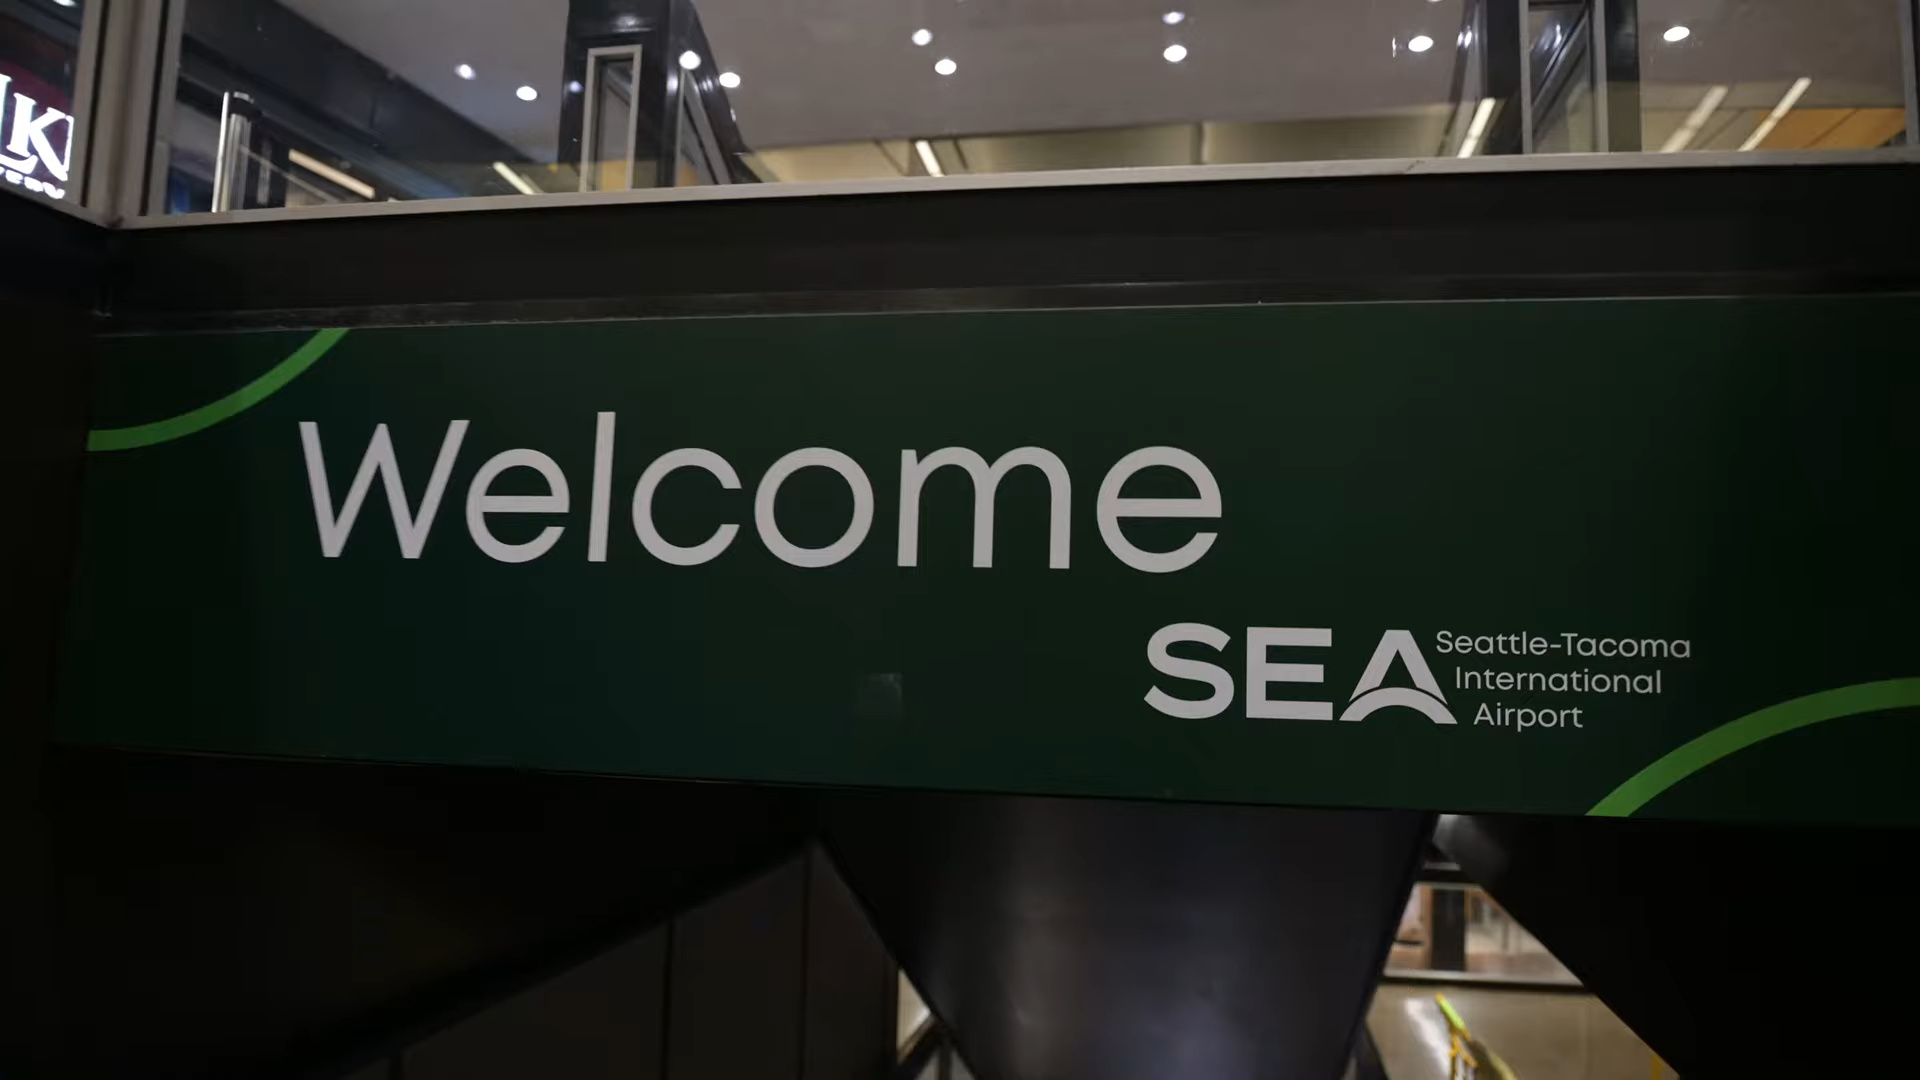 Welcome
SEA
Seattle-Tacoma
International
Airport